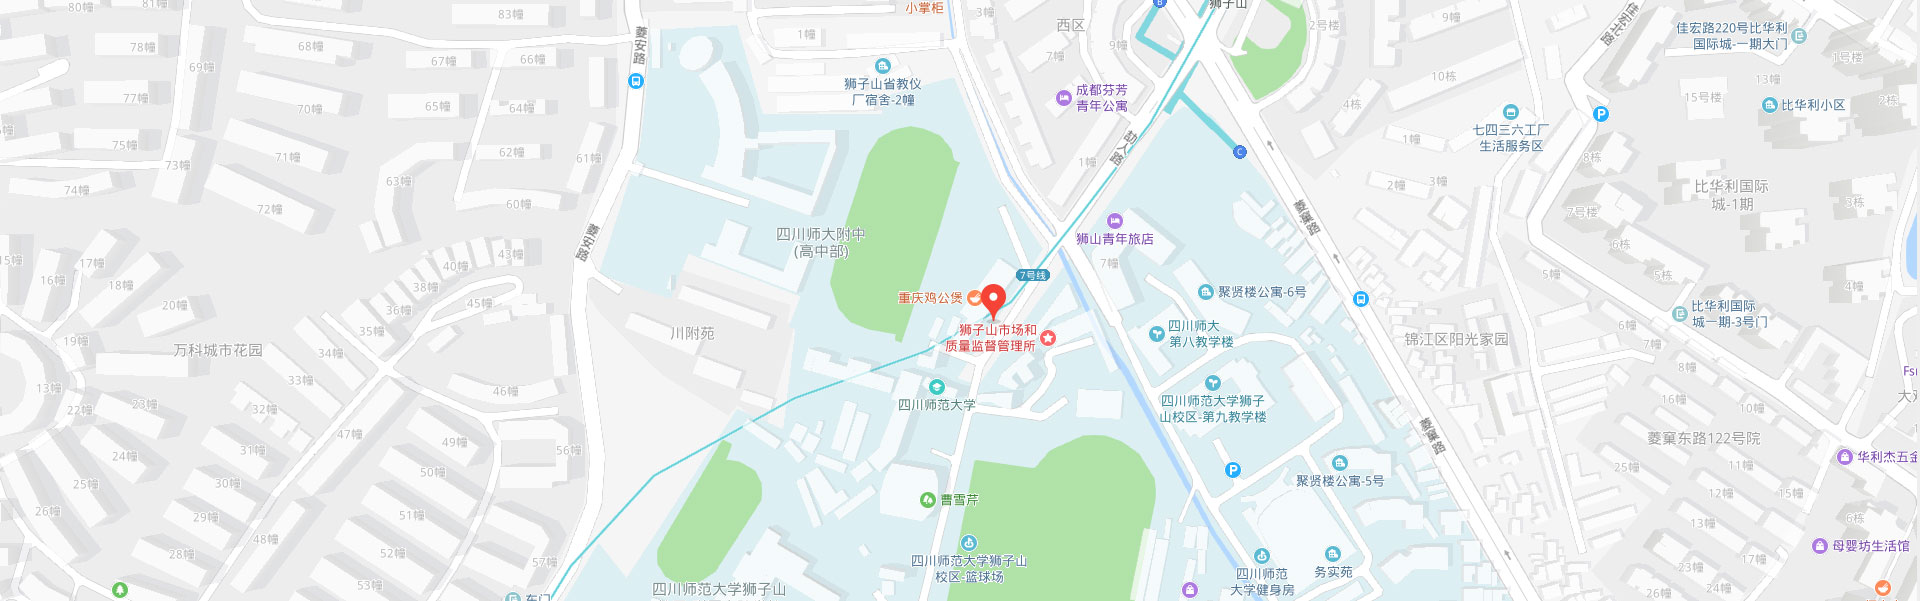 小掌柜
83幢
82幢
3幢
西区
狮子山
B
2号楼
9幢
佳宏北路
佳宏路220号比华利
国际城-一期大门
78幢
68幢
69幢
67幢
66幢
菱安路
1幢
9幢
7幢
1号楼
10栋
13幢
77幢
70幢
65幢
64幢
狮子山省教仪
厂宿舍-2幢
成都芬芳
青年公寓
4栋
15号楼
比华利小区
2栋
P
七四三六工厂
生活服务区
75幢
71幢
73幢
62幢
61幢
劼人路
1幢
C
1幢
8栋
74幢
72幢
63幢
60幢
2幢
3幢
比华利国际
城-1期
3栋
7号楼
菱窠路
菱安路
四川师大附中
(高中部)
狮山青年旅店
7幢
6栋
4幢
15幢
17幢
16幢
18幢
20幢
43幢
40幢
38幢
45幢
36幢
35幢
34幢
7号线
5幢
5栋
重庆鸡公煲
聚贤楼公寓-6号
比华利国际
城一期-3号门
狮子山市场和
质量监督管理所
四川师大
第八教学楼
川附苑
万科城市花园
锦江区阳光家园
6幢
7幢
8幢
33幢
46幢
13幢
22幢
23幢
32幢
31幢
47幢
四川师范大学
四川师范大学狮子
山校区-第九教学楼
16幢
10幢
菱窠路
菱窠东路122号院
华利杰五金
24幢
25幢
30幢
49幢
50幢
56幢
P
聚贤楼公寓-5号
25幢
11幢
12幢
15幢
26幢
29幢
51幢
曹雪芹
13幢
6栋
28幢
48幢
52幢
53幢
57幢
四川师范大学狮子山
校区-篮球场
四川师范
大学健身房
务实苑
母婴坊生活馆
17幢
23幢
24幢
26幢
东门
四川师范大学狮子山